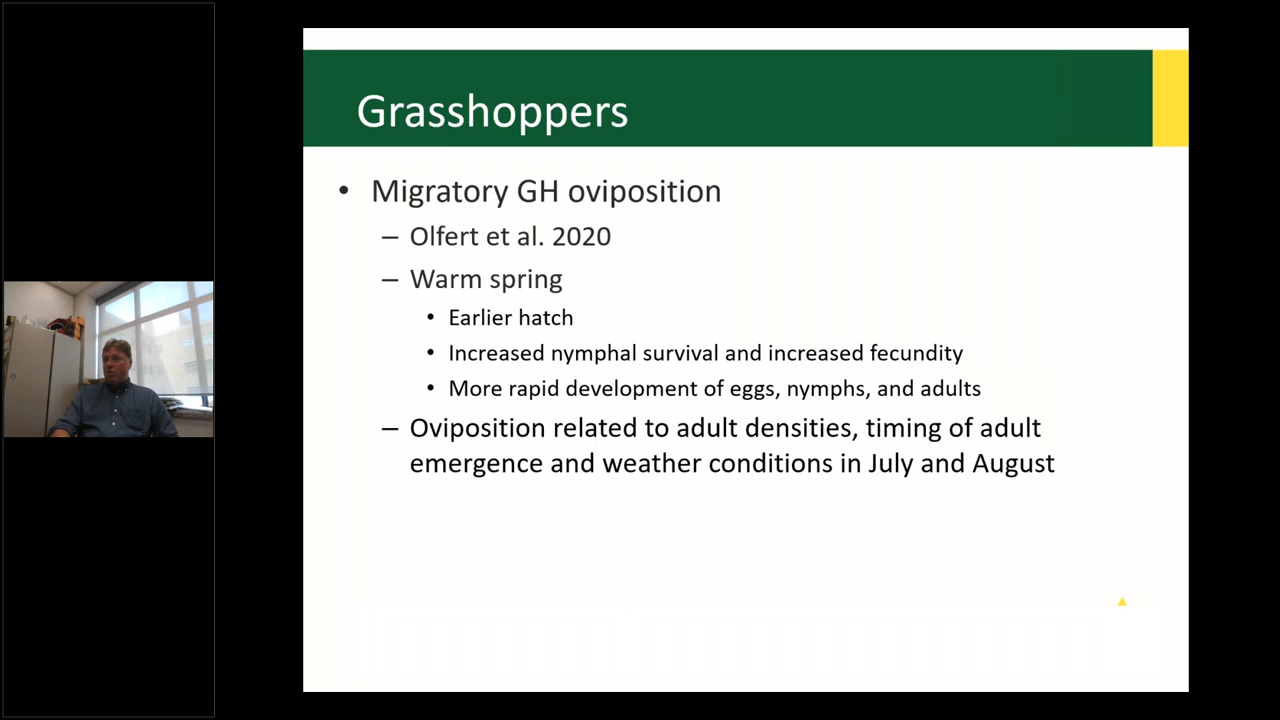 Grasshoppers
• Migratory GH oviposition
– Olfert et al. 2020
– Warm spring
• Earlier hatch
• Increased nymphal survival and increased fecundity
• More rapid development of eggs, nymphs, and adults
– Oviposition related to adult densities, timing of adult
emergence and weather conditions in July and August